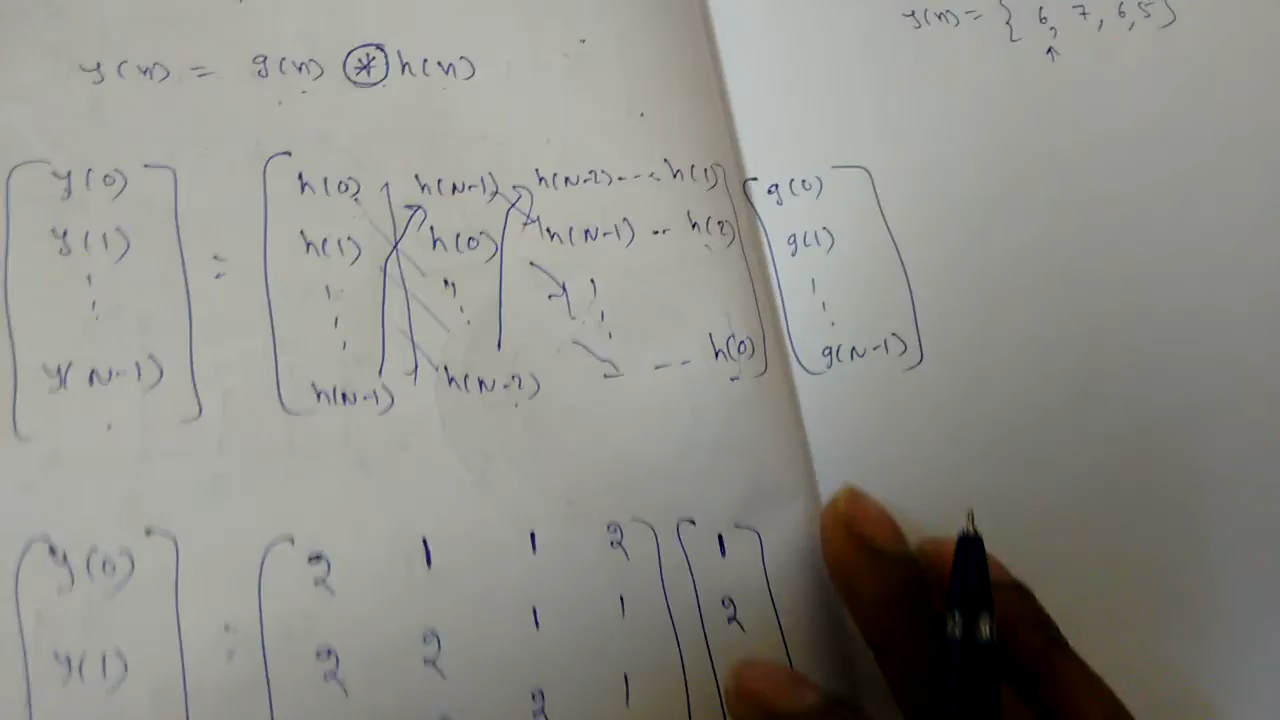 y(n) = { 6, 7, 6, 5 }
↑
y(n) = g(n) ⊛ h(n)
y(0) h(0) h(N-1) h(N-2) --- h(1) g(0)
y(1) = h(1) h(0) h(N-1) -- h(2) g(1)
y(N-1) h(N-1) h(N-2) --- h(0) g(N-1)
y(0) = 2 1 1 2 1
y(1) 2 2 1 1 2
2 1